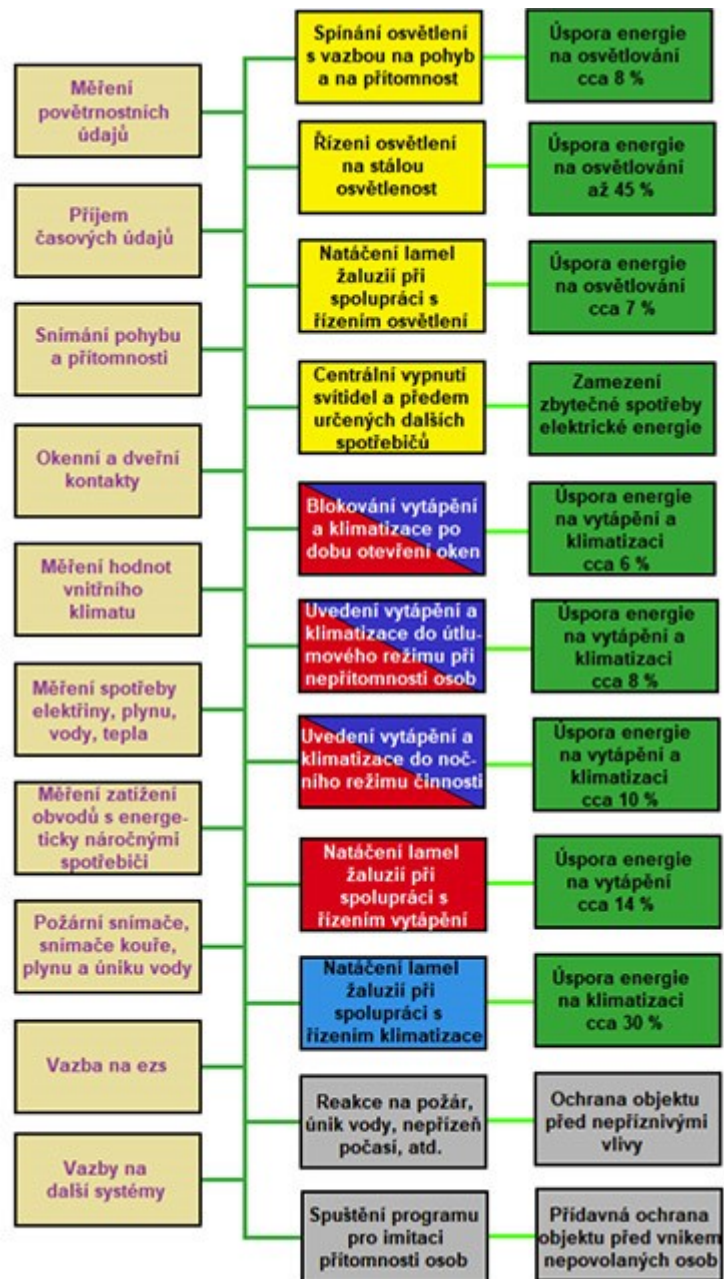 Měření
povětrnostních
údajů
Příjem
časových údajů
Snímání pohybu
a přítomnosti
Okenní a dveřní
kontakty
Měření hodnot
vnitřního
klimatu
Měření spotřeby
elektřiny, plynu,
vody, tepla
Měření zatížení
obvodů s energe-
ticky náročnými
spotřebiči
Požární snímače,
snímače kouře,
plynu a úniku vody
Vazba na ezs
Vazby na
další systémy
Spínání osvětlení
s vazbou na pohyb
a na přítomnost
Úspora energie
na osvětlování
cca 8 %
Řízeni osvětlení
na stálou
osvětlenost
Úspora energie
na osvětlování
až 45 %
Natáčení lamel
žaluzií při
spolupráci s
řízením osvětlení
Úspora energie
na osvětlování
cca 7 %
Centrální vypnutí
svítidel a předem
určených dalších
spotřebičů
Zamezení
zbytečné spotřeby
elektrické energie
Blokování vytápění
a klimatizace po
dobu otevření oken
Úspora energie
na vytápění a
klimatizaci
cca 6 %
Uvedení vytápění a
klimatizace do útlu-
mového režimu při
nepřítomnosti osob
Úspora energie
na vytápění a
klimatizaci
cca 8 %
Uvedení vytápění a
klimatizace do noč-
ního režimu činnosti
Úspora energie
na vytápění a
klimatizaci
cca 10 %
Natáčení lamel
žaluzií při
spolupráci s
řízením vytápění
Úspora energie
na vytápění
cca 14 %
Natáčení lamel
žaluzií při
spolupráci s
řízením klimatizace
Úspora energie
na klimatizaci
cca 30 %
Reakce na požár,
únik vody, nepřízeň
počasí, atd.
Ochrana objektu
před nepříznivými
vlivy
Spuštění programu
pro imitaci
přítomnosti osob
Přídavná ochrana
objektu před vnikem
nepovolaných osob